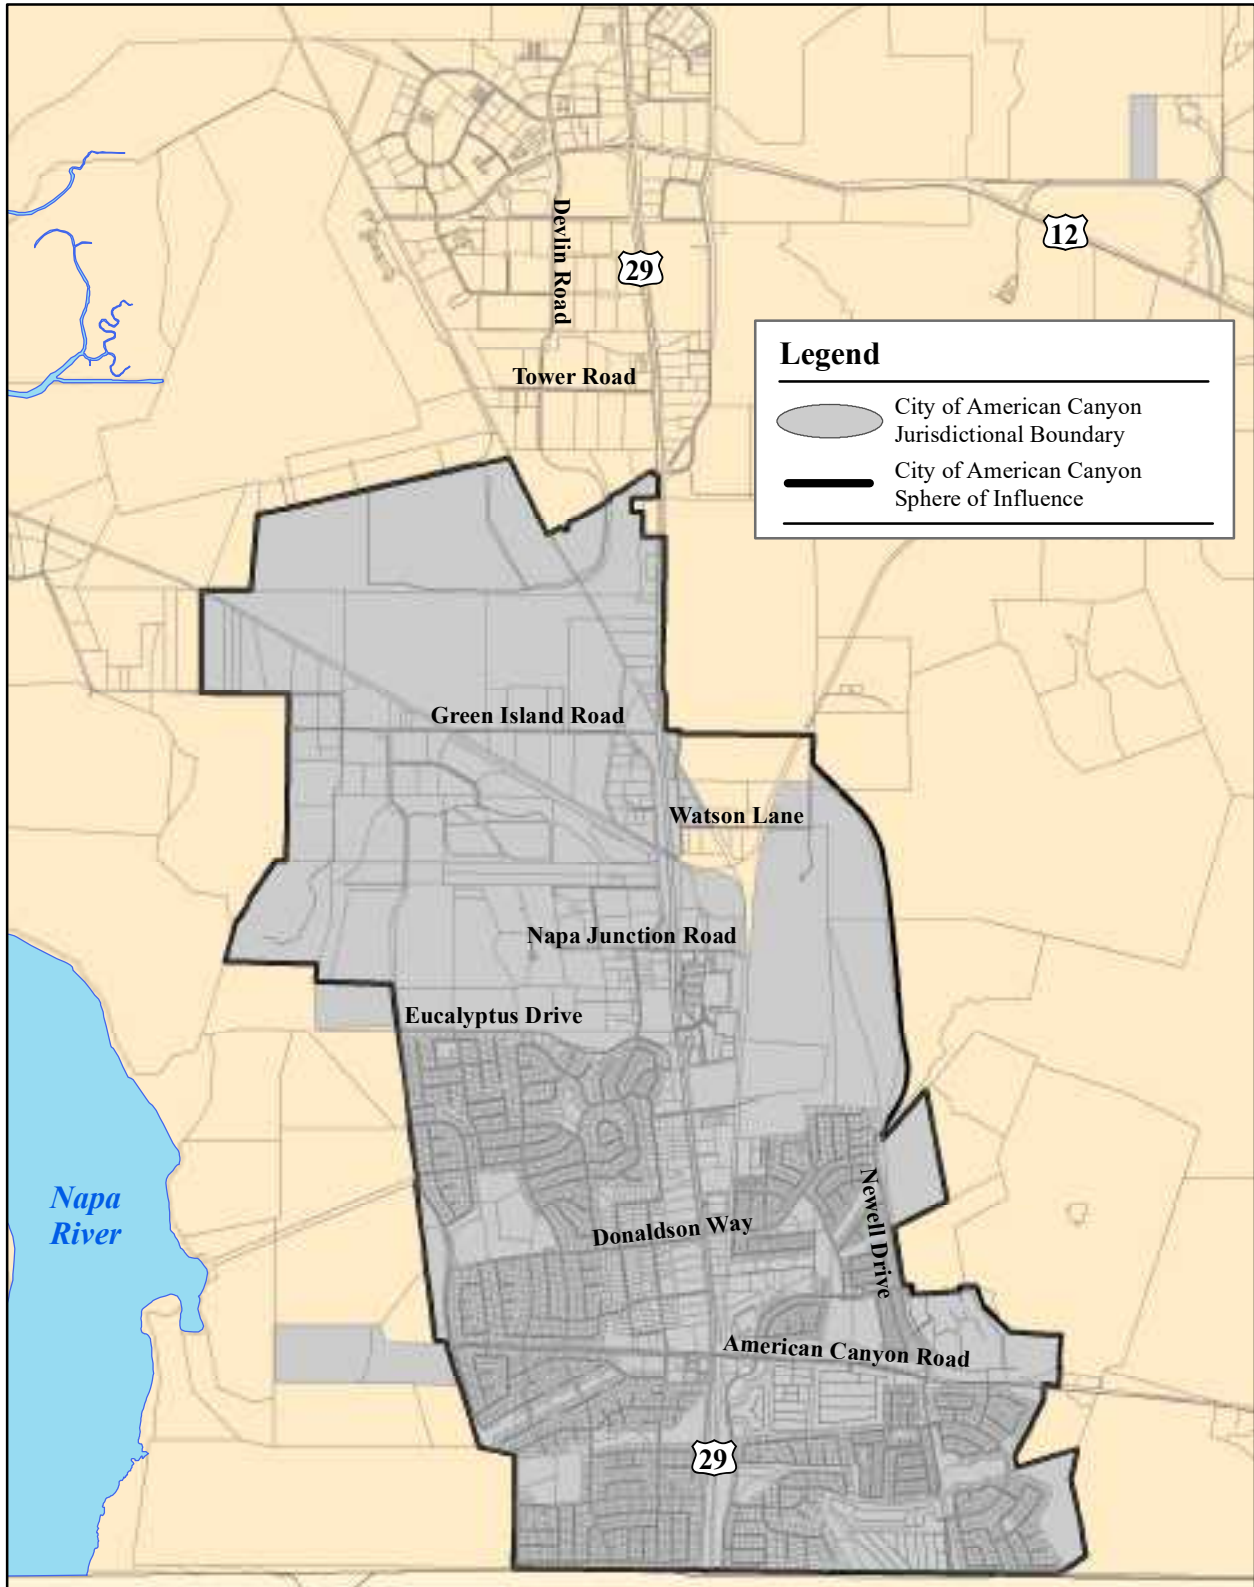 12
Devlin Road
29
Legend
Tower Road
City of American Canyon
Jurisdictional Boundary
City of American Canyon
Sphere of Influence
Green Island Road
Watson Lane
Napa Junction Road
Eucalyptus Drive
Napa
River
Newell Drive
Donaldson Way
American Canyon Road
29